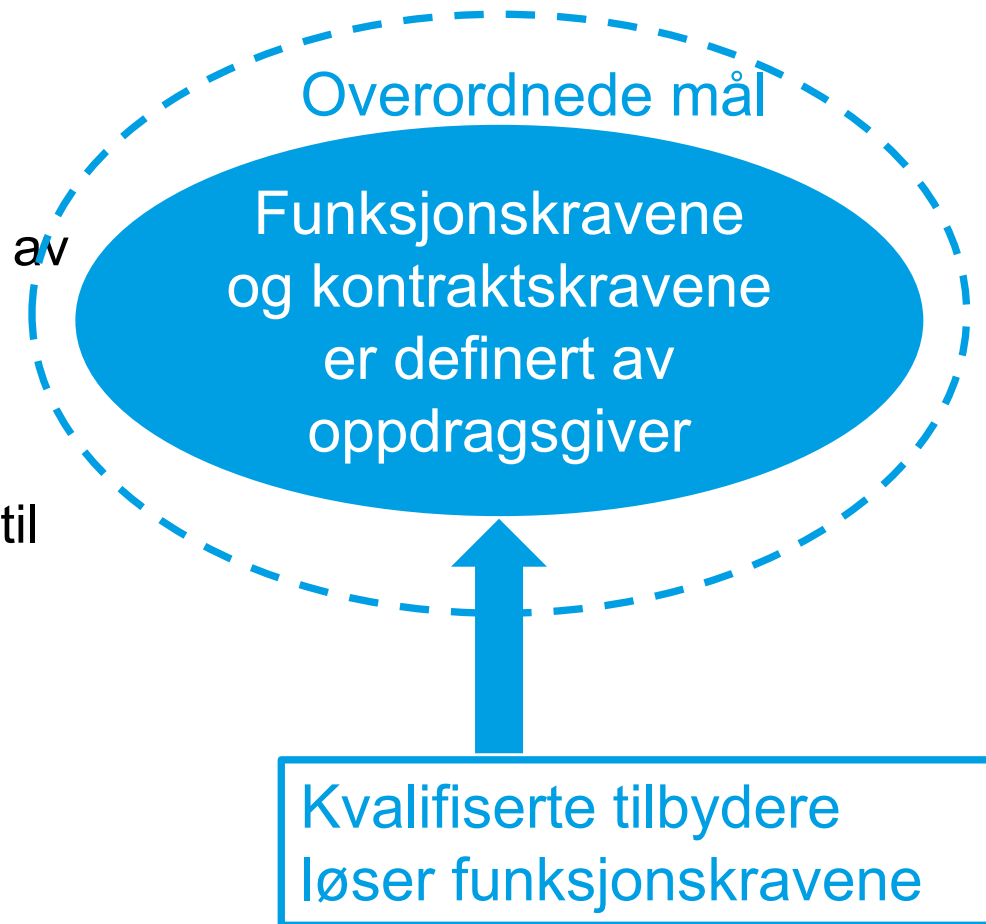 Overordnede mål
Funksjonskravene
av
og kontraktskravene
er definert av
oppdragsgiver
til
Kvalifiserte tilbydere
løser funksjonskravene